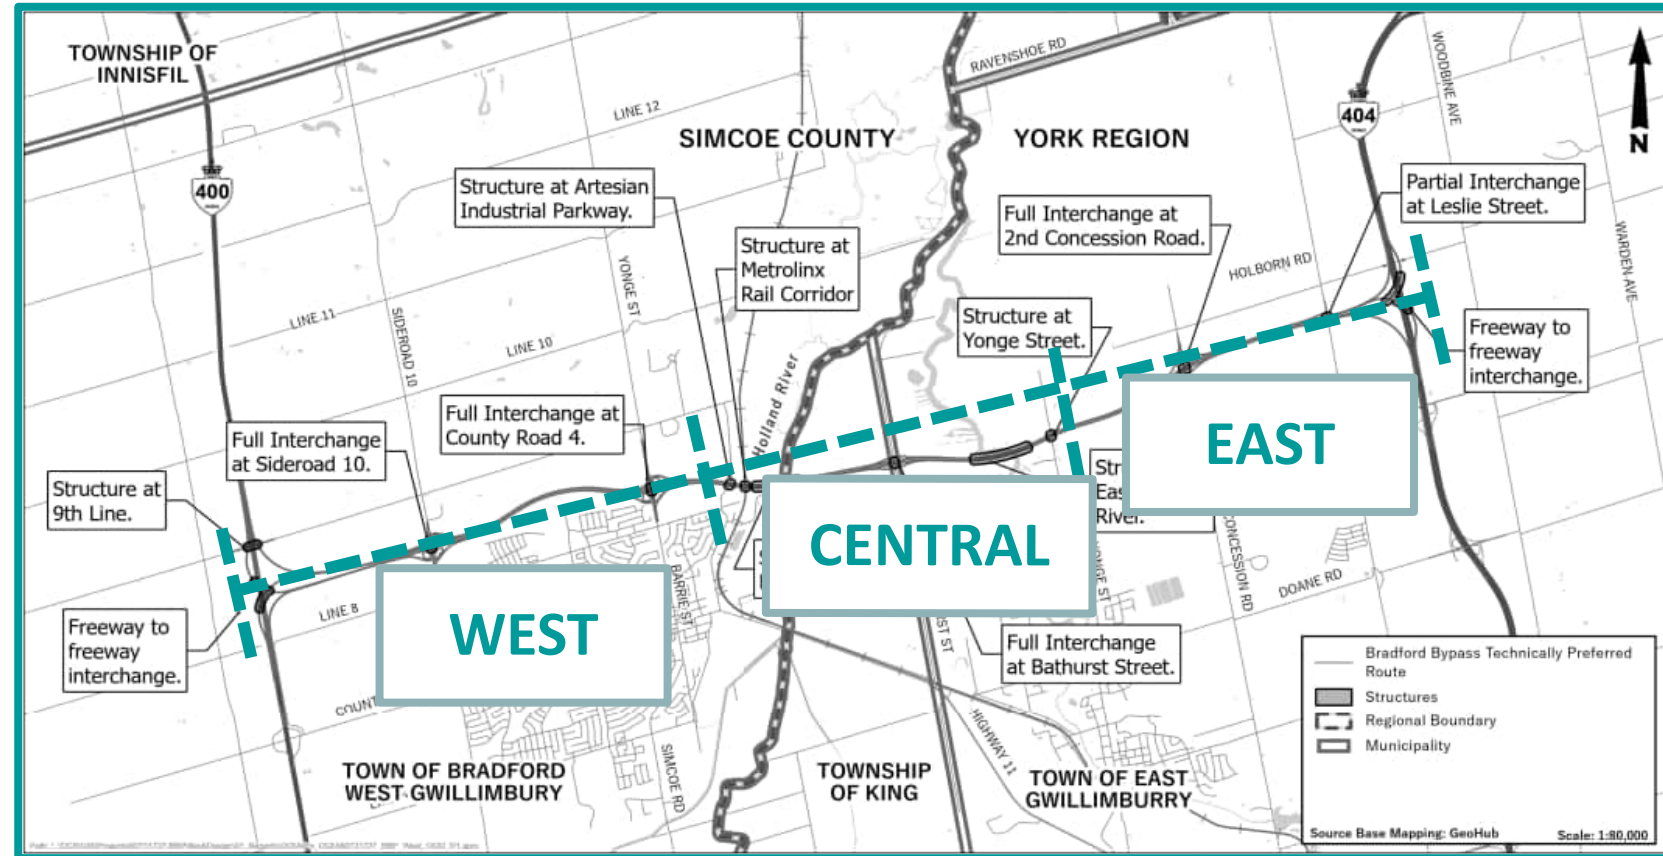 TOWNSHIP OF
INNISFIL
RAVENSHOE RD
WOODBINE AVE
404
N
LINE 12
SIMCOE COUNTY
YORK REGION
400
Structure at Artesian
Industrial Parkway.
Partial Interchange
at Leslie Street.
Full Interchange at
2nd Concession Road.
Structure at
Metrolinx
Rail Corridor
WARDEN AVE
YONGE ST
HOLBORN RD
LINE 11
SIDEROAD 10
LINE 10
Structure at
Yonge Street.
Freeway to
freeway
interchange.
Holland River
Full Interchange at
County Road 4.
Full Interchange
at Sideroad 10.
EAST
Structure at
9th Line.
River.
CONCESSION RD
CENTRAL
BARRIE ST
YONGE ST
DOANE RD
LINE 8
WEST
Freeway to
freeway
interchange.
Full Interchange
at Bathurst Street.
HIGHWAY 11
SIMCOE RD
TOWN OF BRADFORD
WEST GWILLIMBURY
TOWNSHIP
OF KING
TOWN OF EAST
GWILLIMBURRY
Bradford Bypass Technically Preferred
Route
Structures
Regional Boundary
Municipality
Source Base Mapping: GeoHub
Scale: 1:80,000